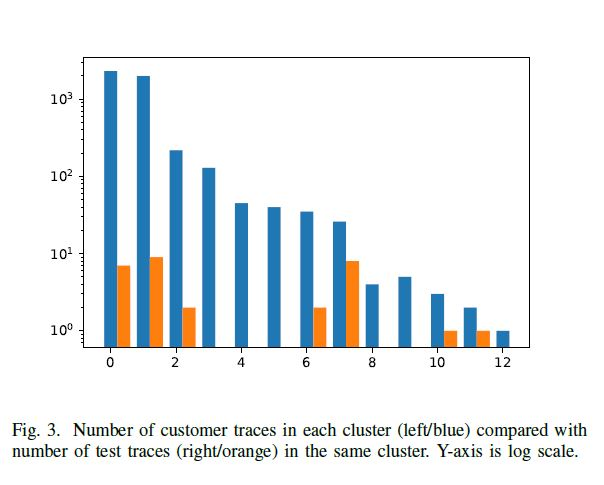 10³
10²
10¹
10⁰
0 2 4 6 8 10 12
Fig. 3. Number of customer traces in each cluster (left/blue) compared with
number of test traces (right/orange) in the same cluster. Y-axis is log scale.